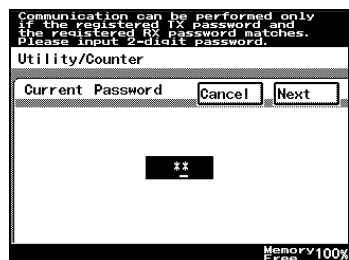 Communication can be performed only
if the registered TX password and
the registered RX password matches.
Please input 2-digit password.
Utility/Counter
Current Password
Cancel
Next
**
Memory 100%
Free